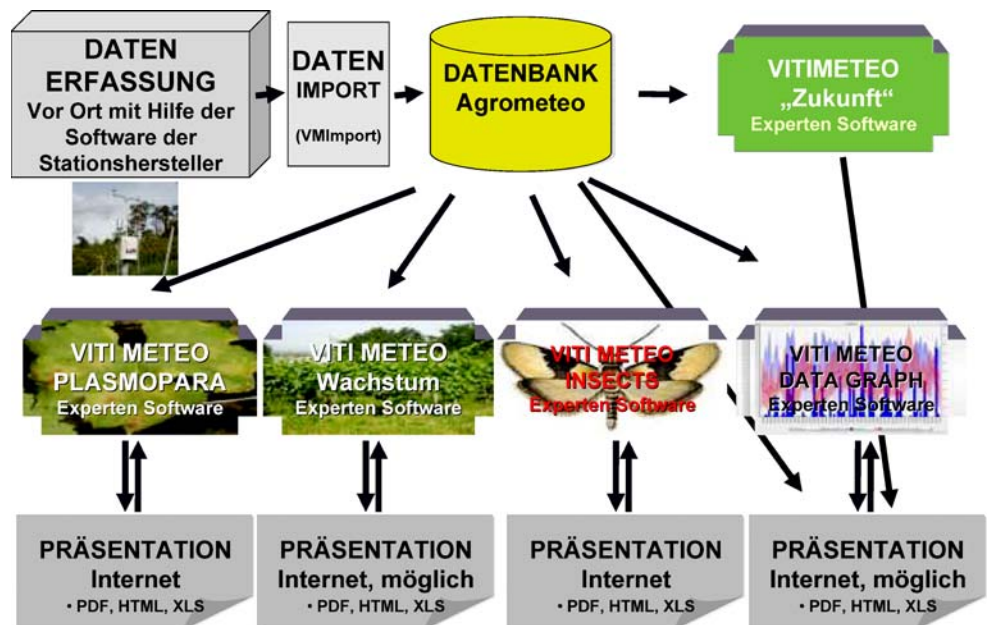 DATEN
ERFASSUNG
Vor Ort mit Hilfe der
Software der
Stationshersteller
DATEN
IMPORT
(VMImport)
DATENBANK
Agrometeo
VITIMETEO
„Zukunft“
Experten Software
VITI METEO
PLASMOPARA
Experten Software
VITI METEO
Wachstum
Experten Software
VITI METEO
INSECTS
Experten Software
VITI METEO
DATA GRAPH
Experten Software
PRÄSENTATION
Internet
• PDF, HTML, XLS
PRÄSENTATION
Internet, möglich
• PDF, HTML, XLS
PRÄSENTATION
Internet
• PDF, HTML, XLS
PRÄSENTATION
Internet, möglich
• PDF, HTML, XLS